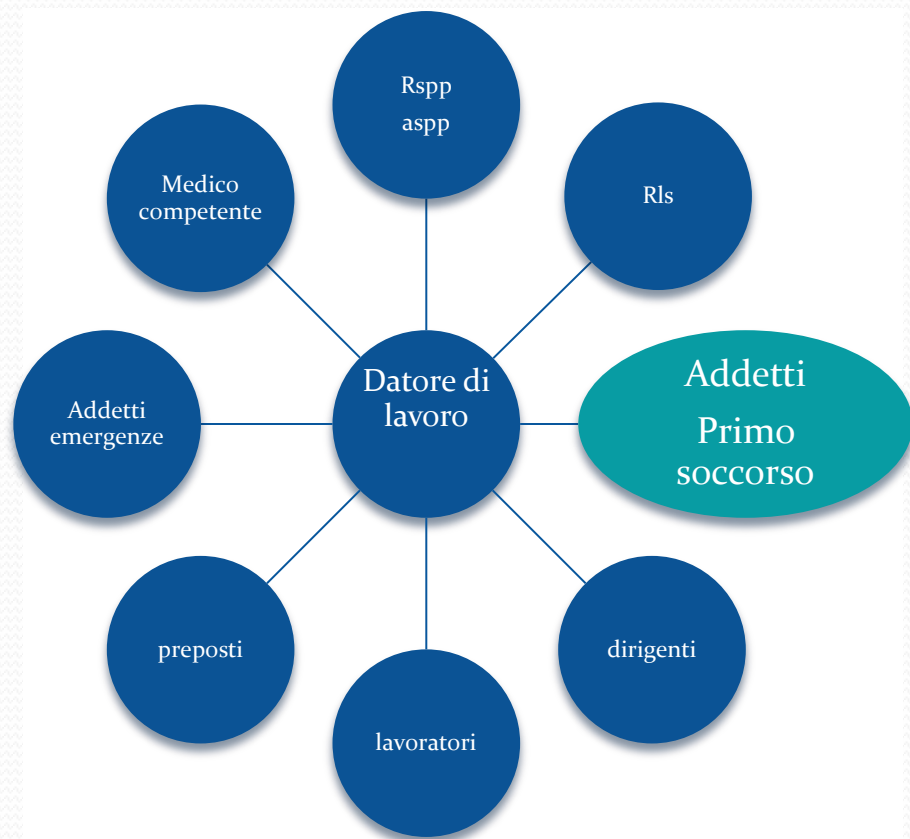 Rspp
aspp
Medico
competente
Rls
Datore di
lavoro
Addetti
Primo
soccorso
Addetti
emergenze
preposti
dirigenti
lavoratori